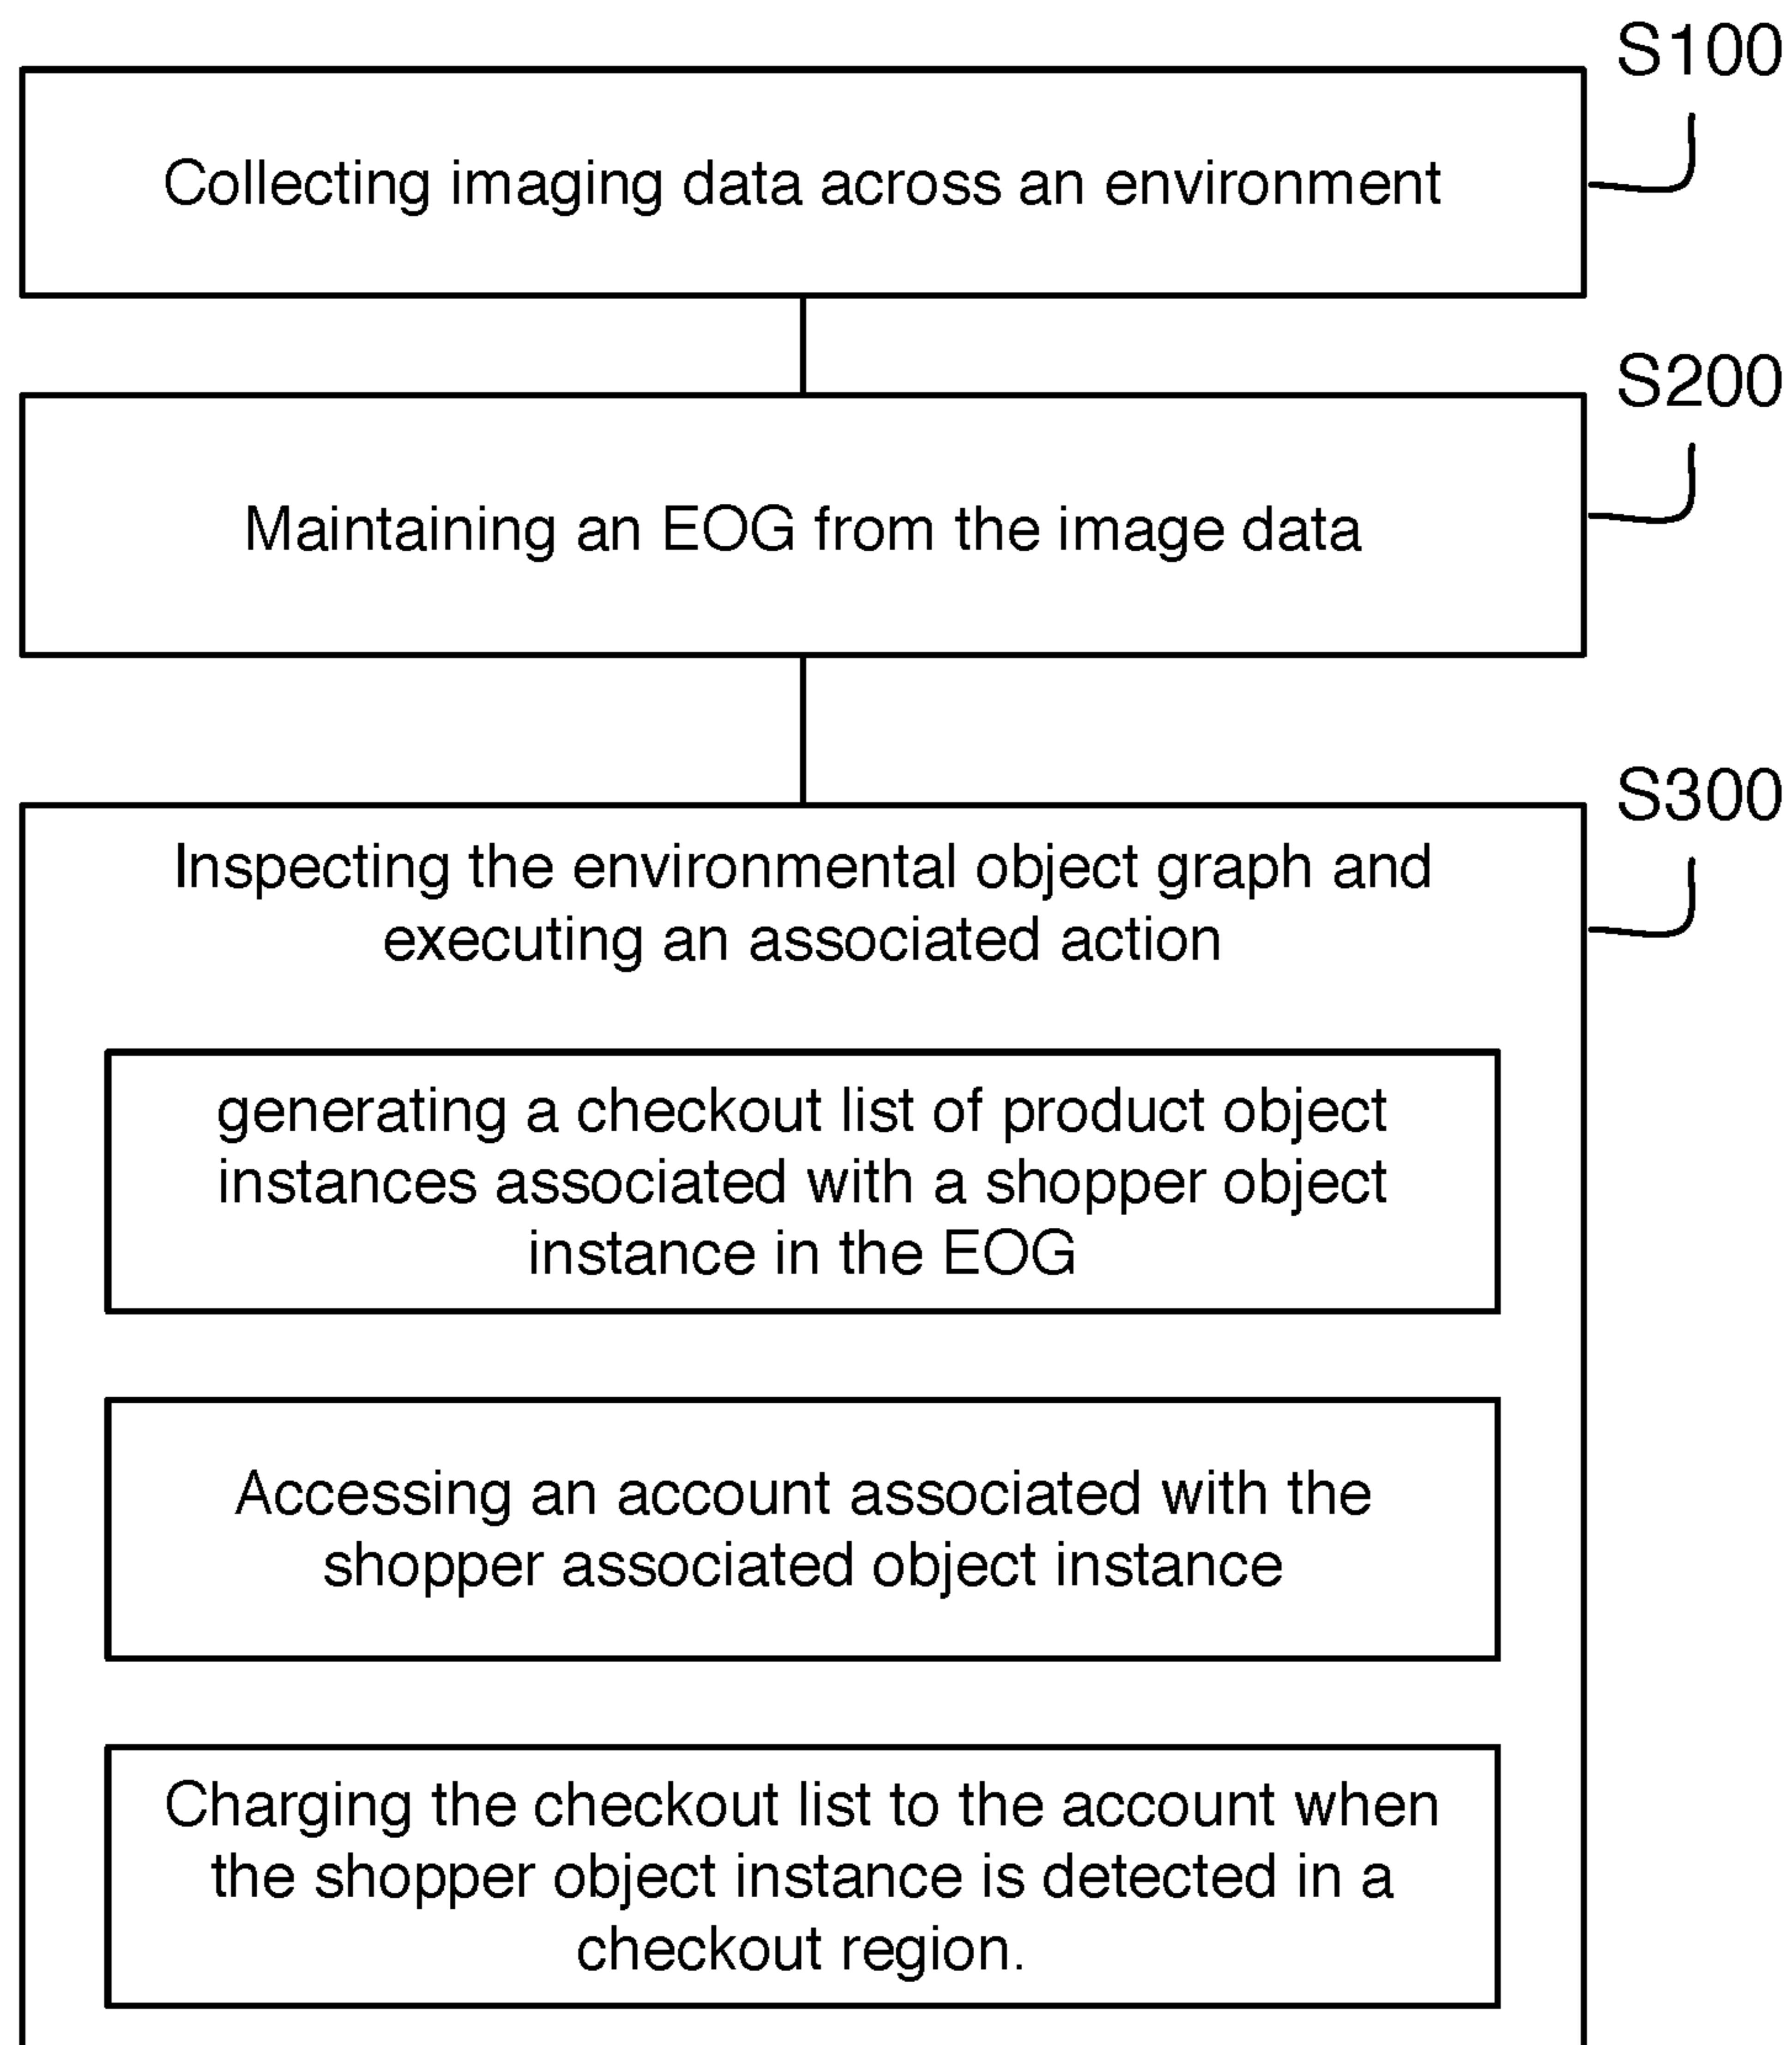 S100
Collecting imaging data across an environment
S200
Maintaining an EOG from the image data
S300
Inspecting the environmental object graph and
executing an associated action
generating a checkout list of product object
instances associated with a shopper object
instance in the EOG
Accessing an account associated with the
shopper associated object instance
Charging the checkout list to the account when
the shopper object instance is detected in a
checkout region.